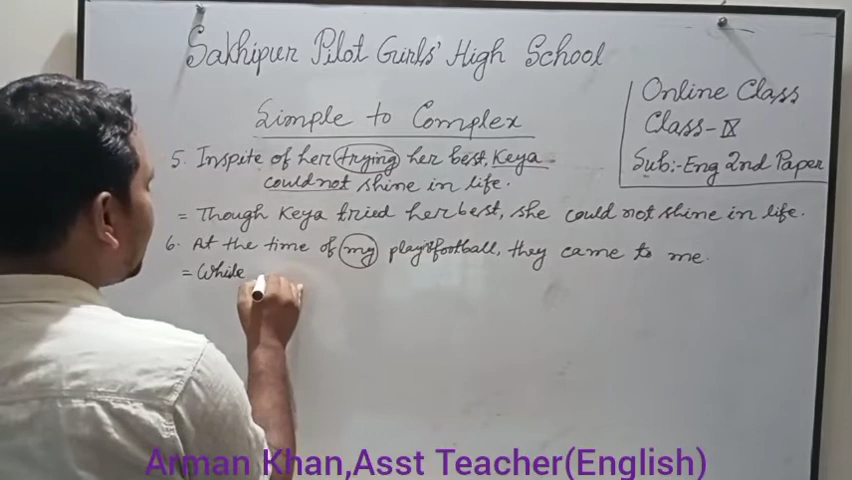 Sakhipur Pilot Girls' High School
Simple to Complex
Online Class
Class-IX
Sub:-Eng 2nd Paper
5. Inspite of her trying her best, Keya
could not shine in life.
= Though Keya tried her best, she could not shine in life.
6. At the time of my playing football, they came to me.
= While
Arman Khan,Asst Teacher(English)